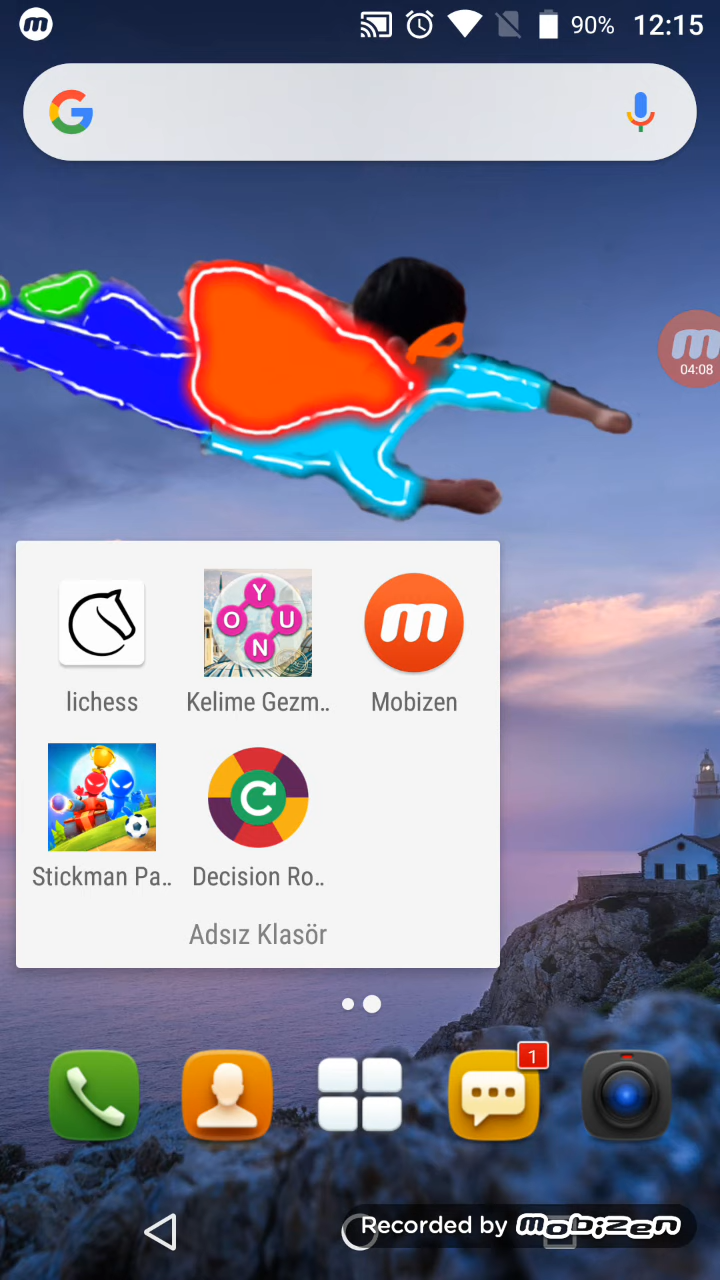 90% 12:15
04:08
Y
O U
N
lichess
Kelime Gezm..
Mobizen
Stickman Pa..
Decision Ro..
Adsız Klasör
1
Recorded by mobizen